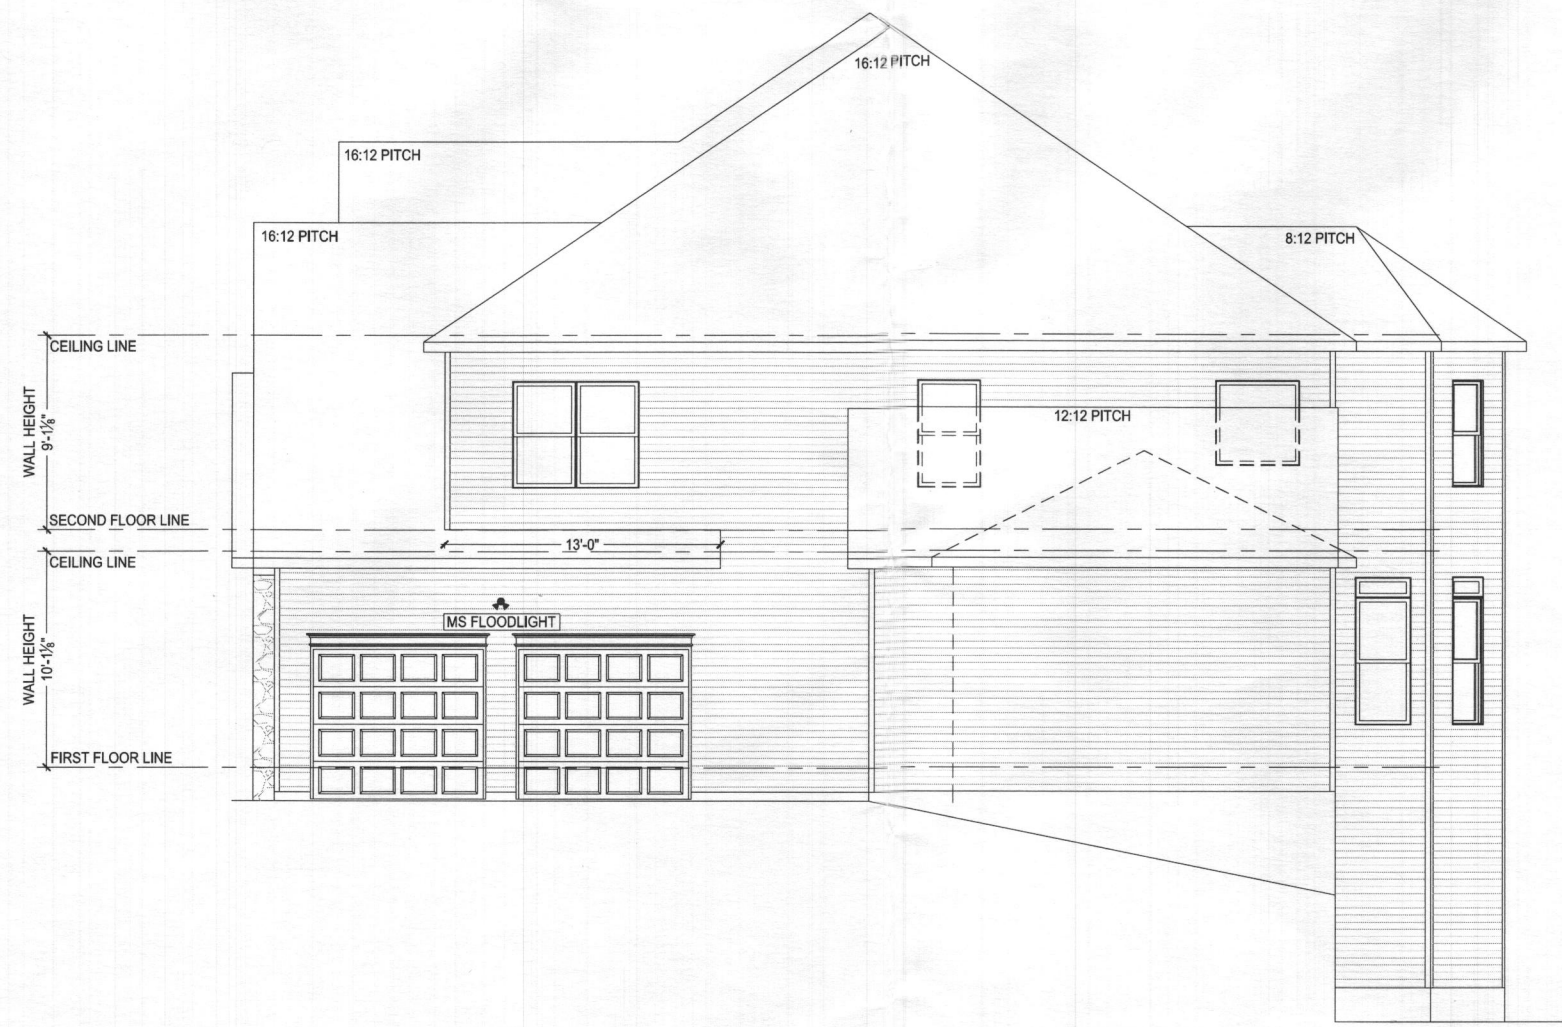 16:12 PITCH
16:12 PITCH
16:12 PITCH
8:12 PITCH
CEILING LINE
WALL HEIGHT
9'-1⅛"
12:12 PITCH
SECOND FLOOR LINE
13'-0"
CEILING LINE
MS FLOODLIGHT
WALL HEIGHT
10'-1⅛"
FIRST FLOOR LINE